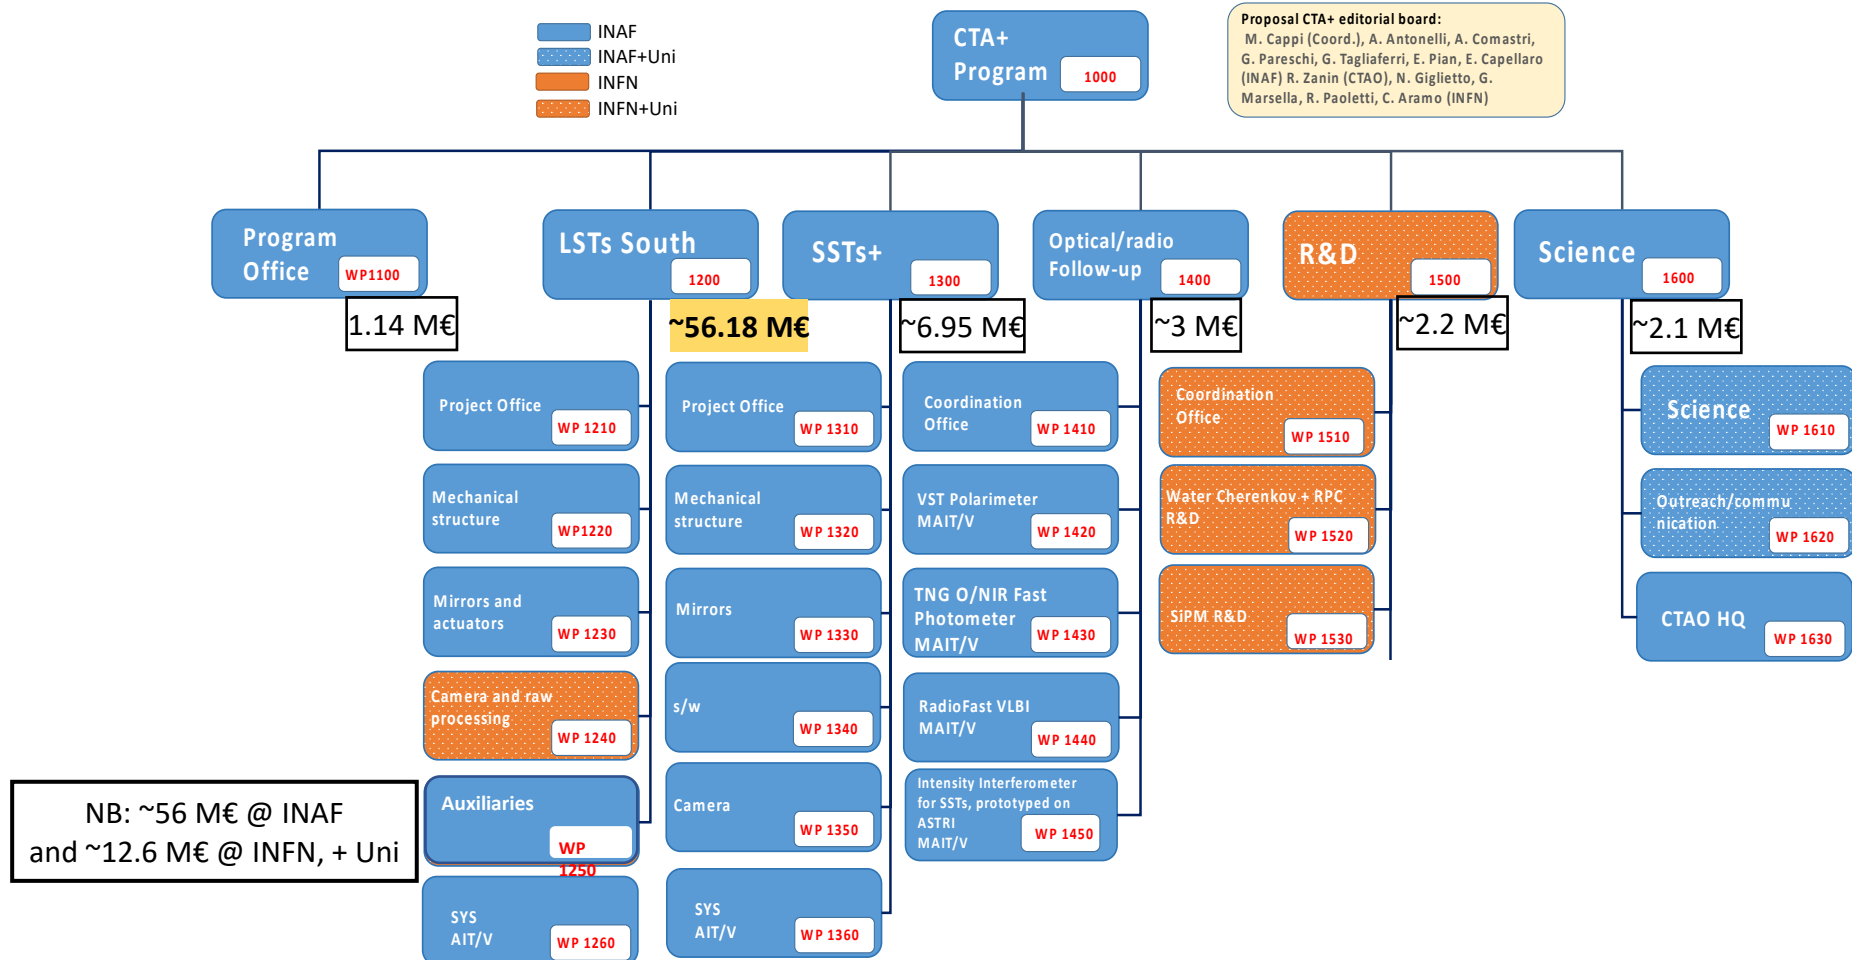 INAF
INAF+Uni
INFN
INFN+Uni
CTA+
Program
1000
Proposal CTA+ editorial board:
M. Cappi (Coord.), A. Antonelli, A. Comastri,
G. Pareschi, G. Tagliaferri, E. Pian, E. Capellaro
(INAF) R. Zanin (CTAO), N. Giglietto, G.
Marsella, R. Paoletti, C. Aramo (INFN)
Program
Office
WP1100
1.14 M€
LSTs South
1200
~56.18 M€
SSTs+
1300
~6.95 M€
Optical/radio
Follow-up
1400
~3 M€
R&D
1500
~2.2 M€
Science
1600
~2.1 M€
Project Office
WP 1210
Mechanical
structure
WP1220
Mirrors and
actuators
WP 1230
Camera and raw
processing
WP 1240
Auxiliaries
WP
1250
SYS
AIT/V
WP 1260
Project Office
WP 1310
Mechanical
structure
WP 1320
Mirrors
WP 1330
s/w
WP 1340
Camera
WP 1350
SYS
AIT/V
WP 1360
Coordination
Office
WP 1410
VST Polarimeter
MAIT/V
WP 1420
TNG O/NIR Fast
Photometer
MAIT/V
WP 1430
RadioFast VLBI
MAIT/V
WP 1440
Intensity Interferometer
for SSTs, prototyped on
ASTRI
MAIT/V
WP 1450
Coordination
Office
WP 1510
Water Cherenkov + RPC
R&D
WP 1520
SiPM R&D
WP 1530
Science
WP 1610
Outreach/commu
nication
WP 1620
CTAO HQ
WP 1630
NB: ~56 M€ @ INAF
and ~12.6 M€ @ INFN, + Uni